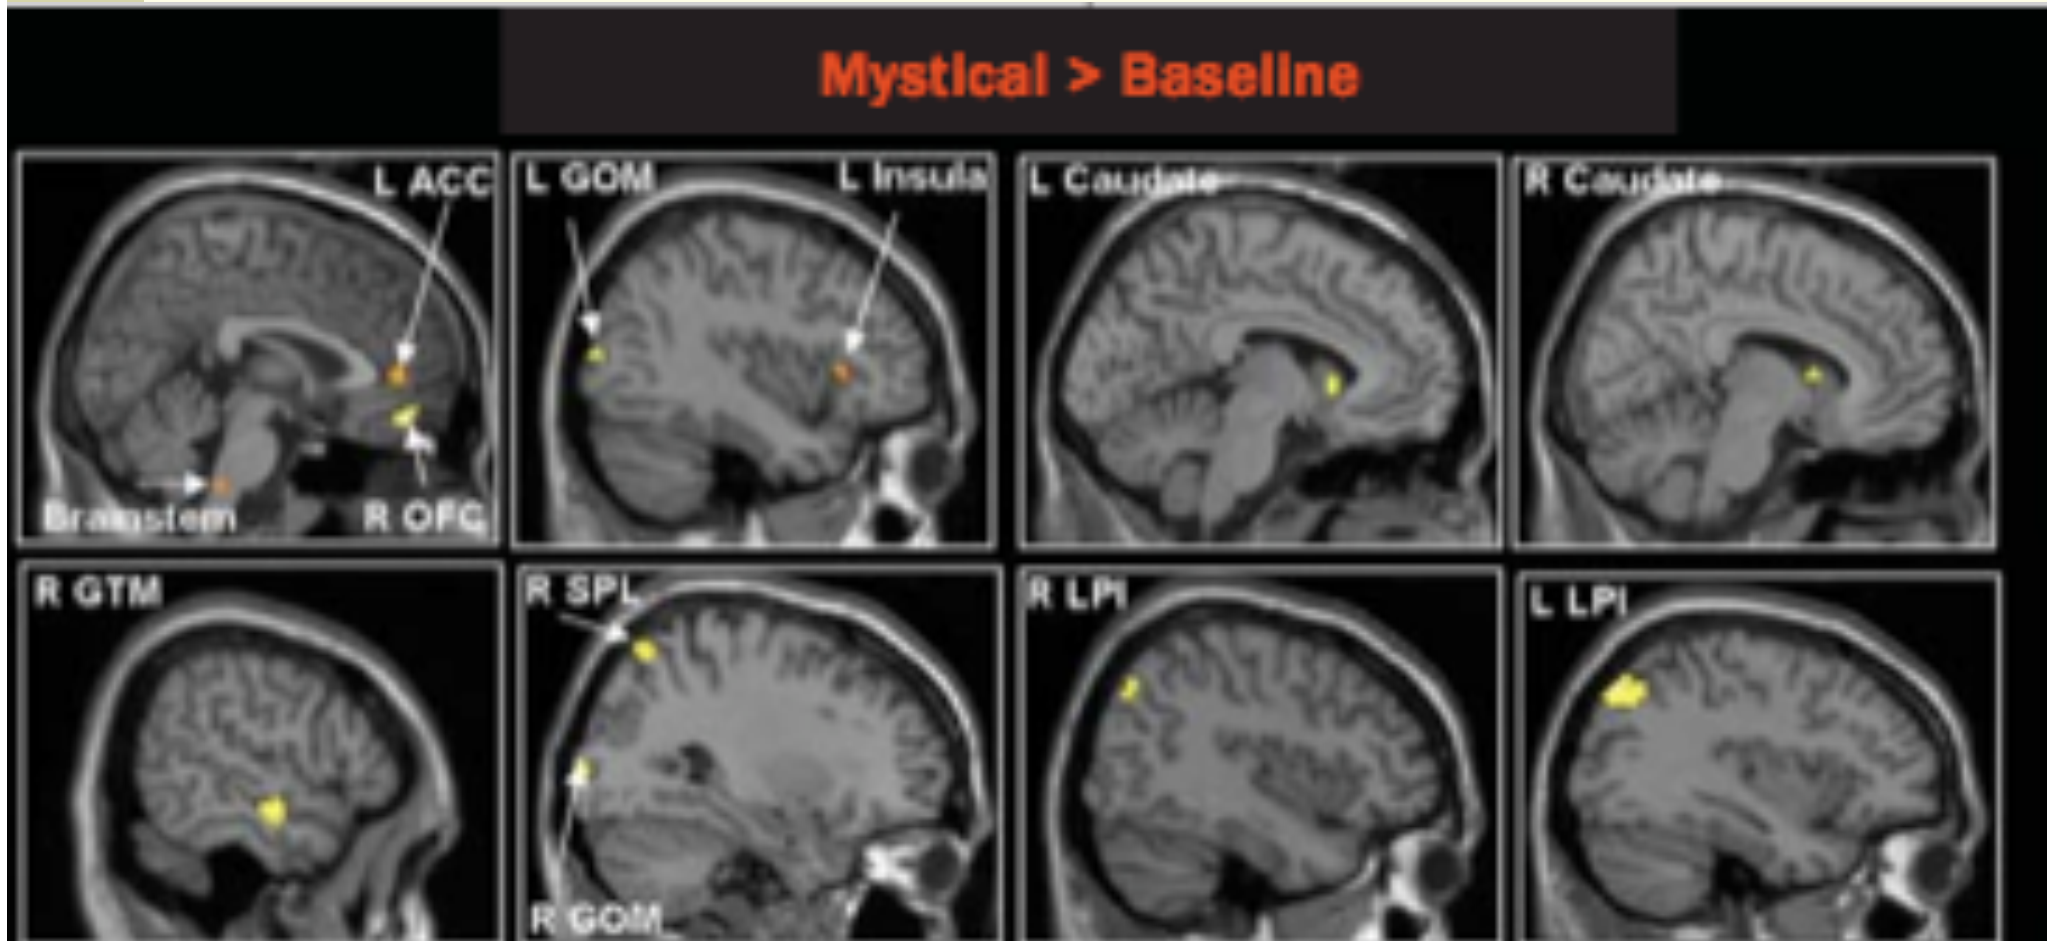 Mystical > Baseline
L ACC
Brainstem
R OFC
L GOM
L Insula
L Caudate
R Caudate
R GTM
R SPL
R GOM
R LPI
L LPI